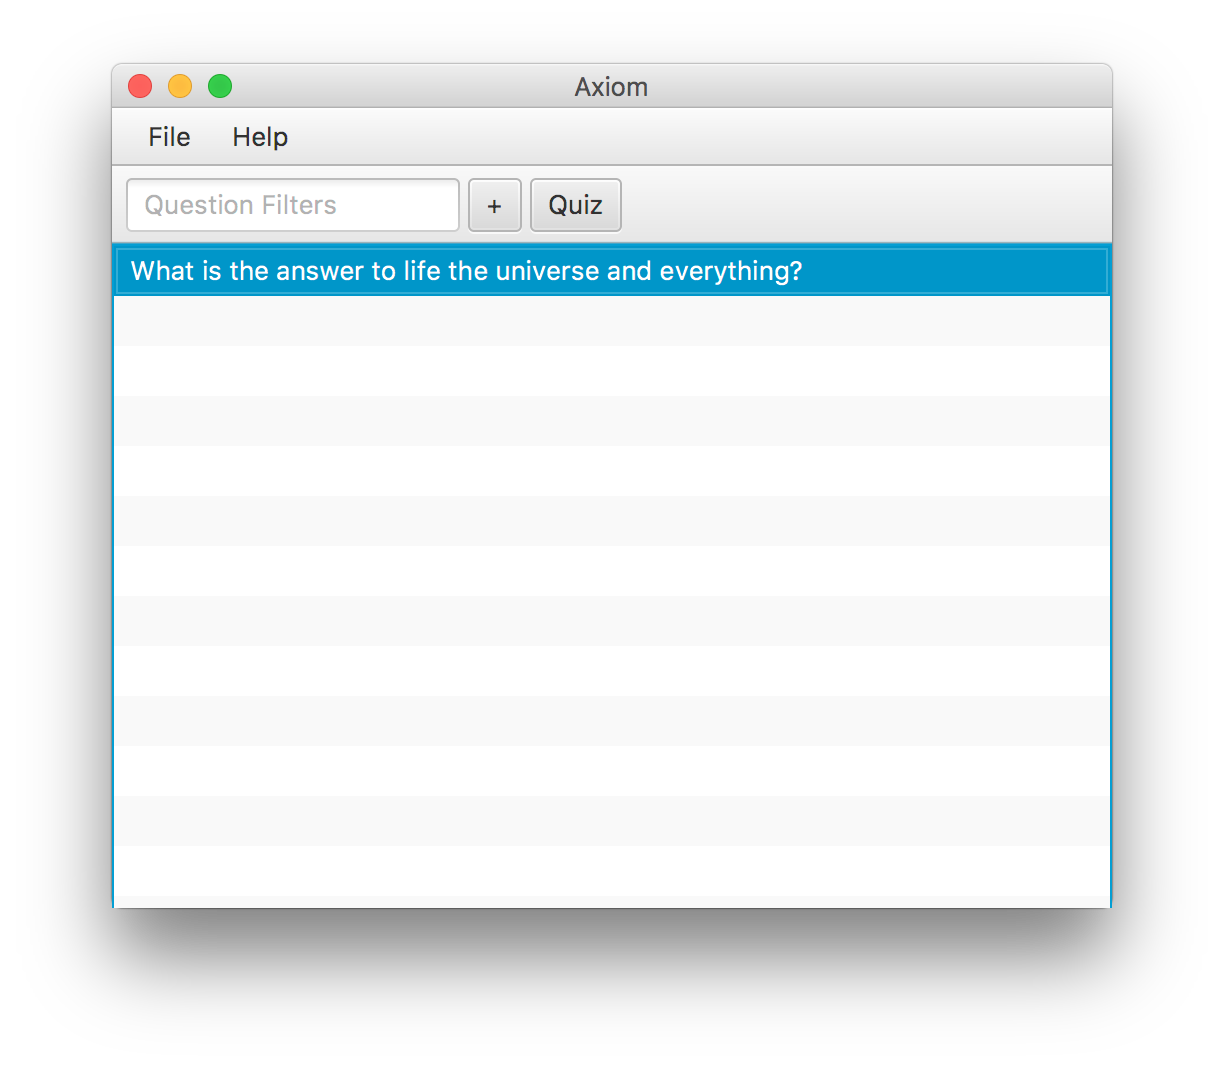 Axiom
File Help
Question Filters + Quiz
What is the answer to life the universe and everything?